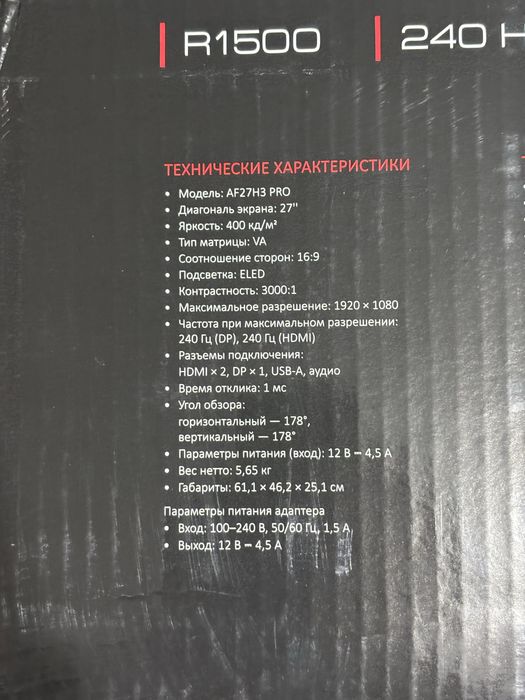 R1500
240 H
ТЕХНИЧЕСКИЕ ХАРАКТЕРИСТИКИ
• Модель: AF27H3 PRO
• Диагональ экрана: 27''
• Яркость: 400 кд/м²
• Тип матрицы: VA
• Соотношение сторон: 16:9
• Подсветка: ELED
• Контрастность: 3000:1
• Максимальное разрешение: 1920 × 1080
• Частота при максимальном разрешении:
240 Гц (DP), 240 Гц (HDMI)
• Разъемы подключения:
HDMI × 2, DP × 1, USB-A, аудио
• Время отклика: 1 мс
• Угол обзора:
горизонтальный — 178°,
вертикальный — 178°
• Параметры питания (вход): 12 В ⎓ 4,5 А
• Вес нетто: 5,65 кг
• Габариты: 61,1 × 46,2 × 25,1 см
Параметры питания адаптера
• Вход: 100–240 В, 50/60 Гц, 1,5 А
• Выход: 12 В ⎓ 4,5 А